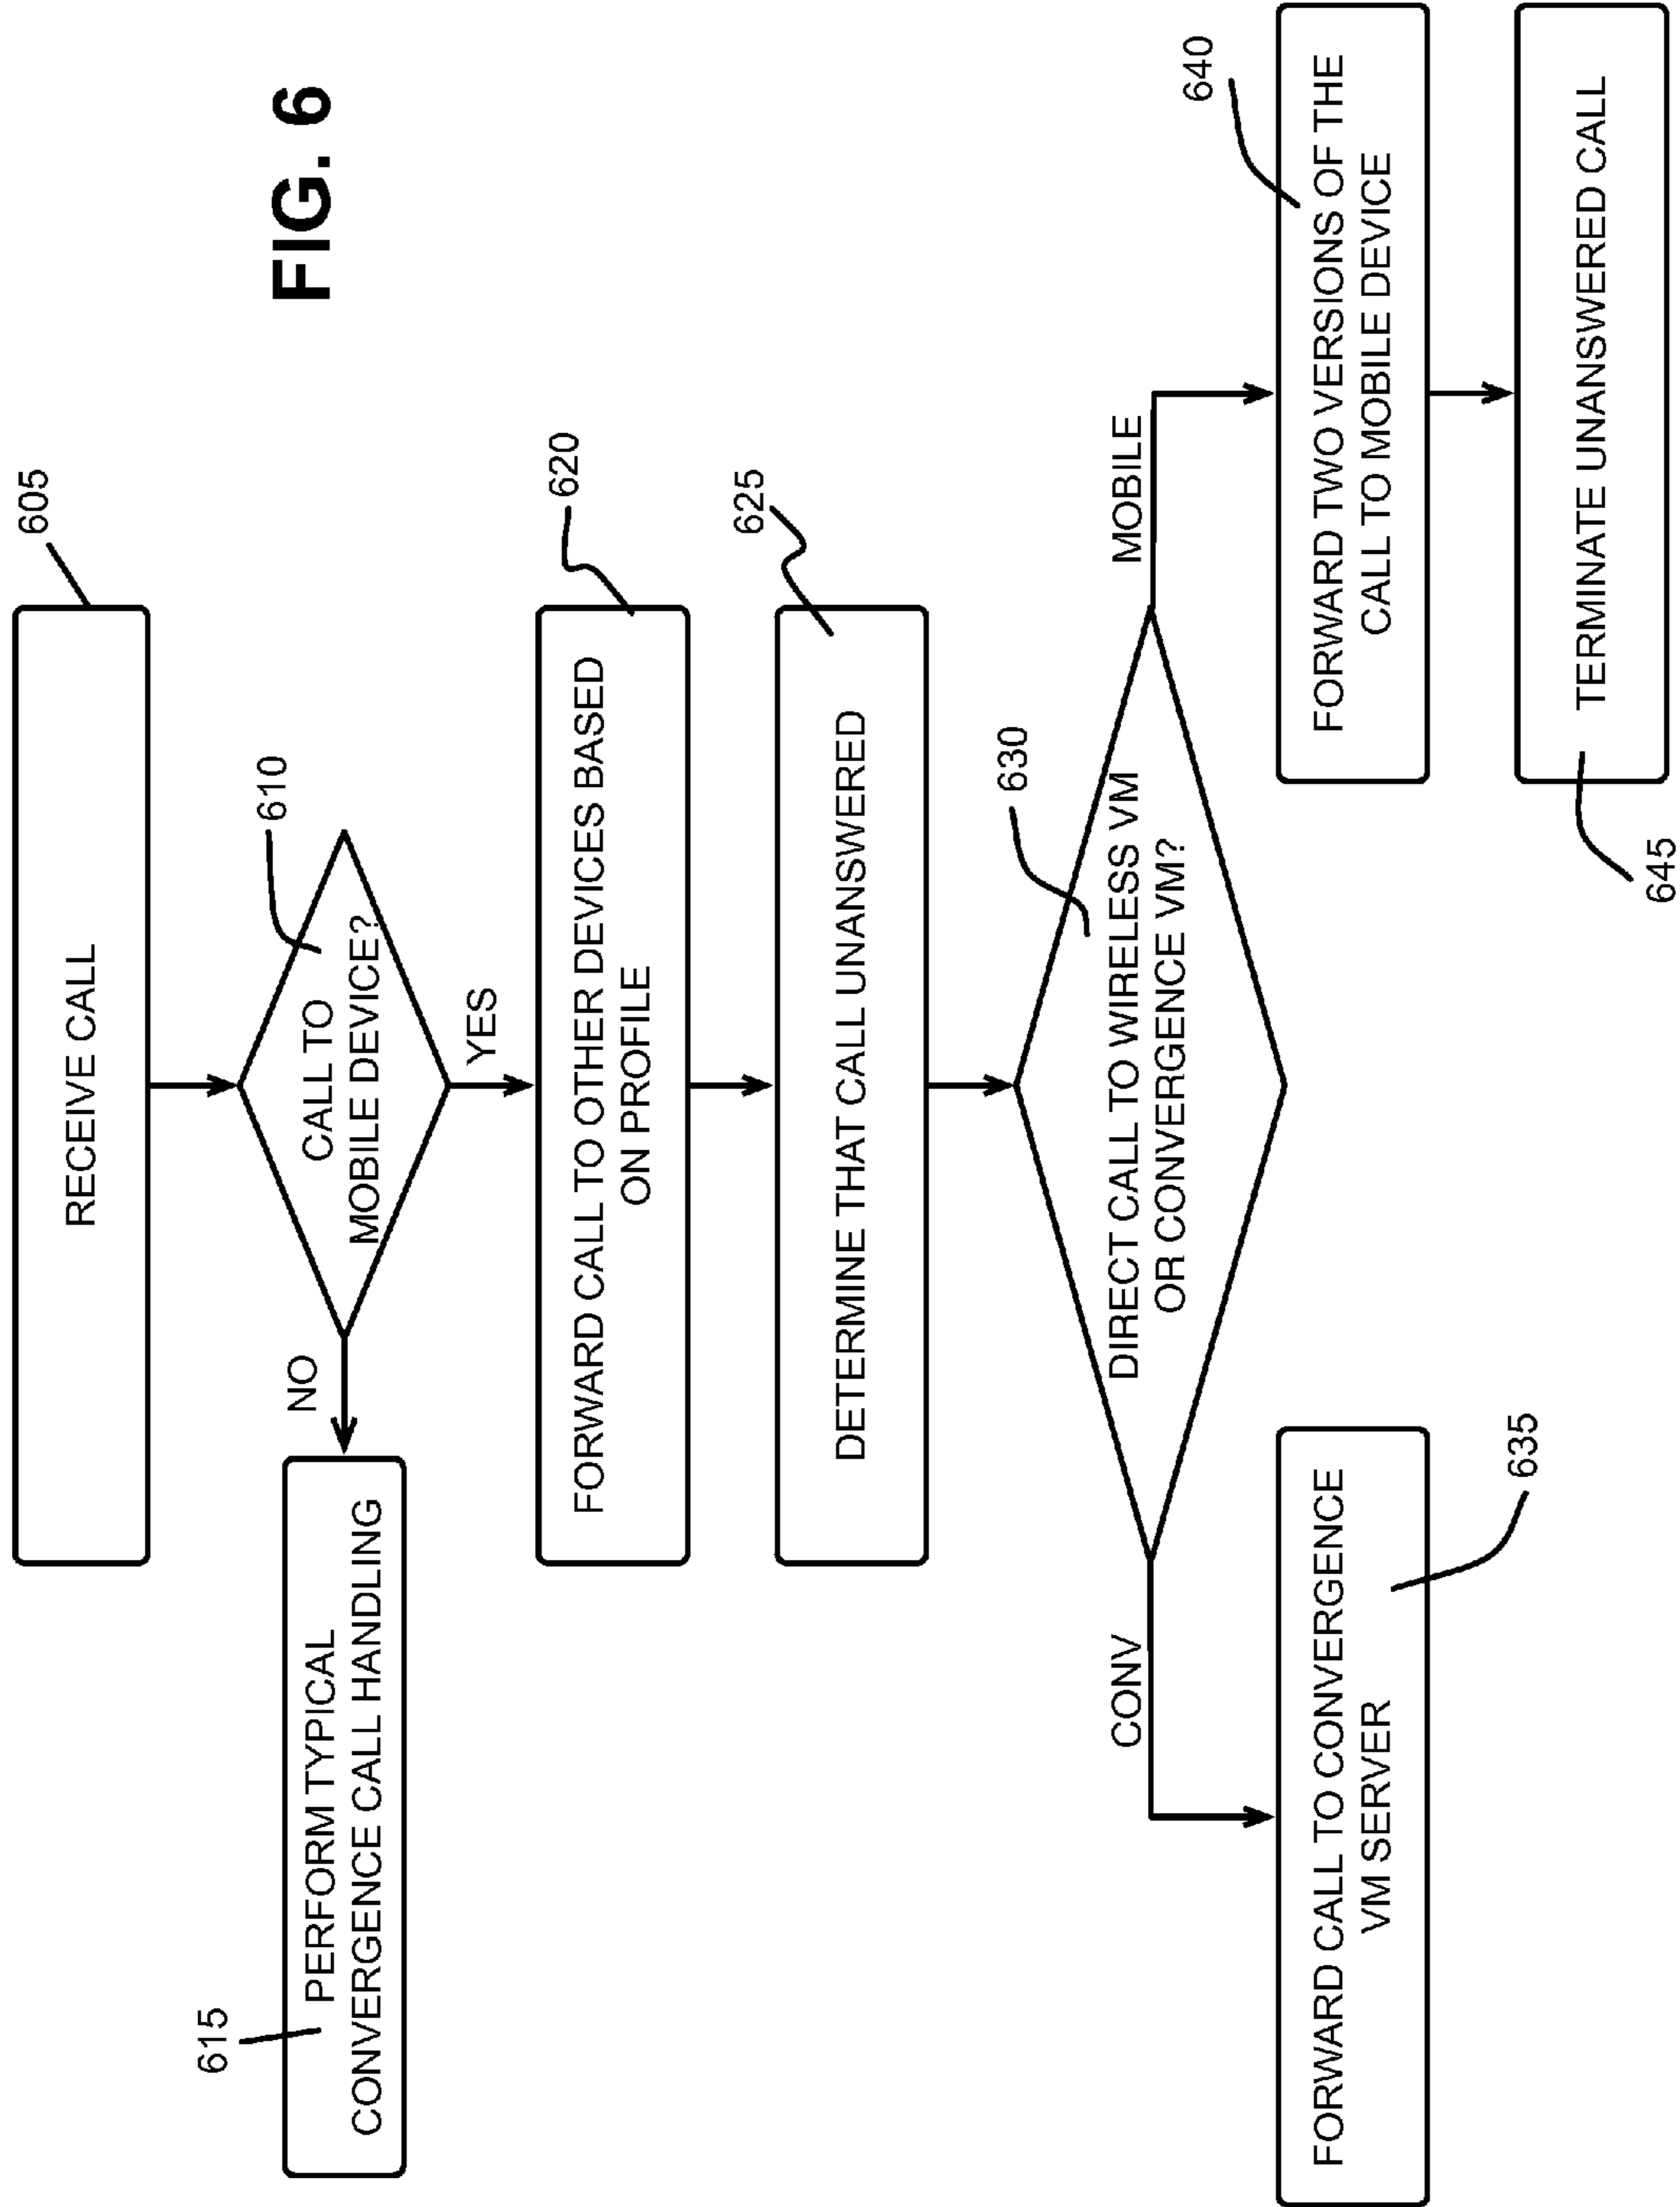 FIG. 6
605
RECEIVE CALL
610
CALL TO
MOBILE DEVICE?
NO
YES
615
PERFORM TYPICAL
CONVERGENCE CALL HANDLING
620
FORWARD CALL TO OTHER DEVICES BASED
ON PROFILE
625
DETERMINE THAT CALL UNANSWERED
630
DIRECT CALL TO WIRELESS VM
OR CONVERGENCE VM?
CONV
MOBILE
FORWARD CALL TO CONVERGENCE
VM SERVER
635
640
FORWARD TWO VERSIONS OF THE
CALL TO MOBILE DEVICE
645
TERMINATE UNANSWERED CALL